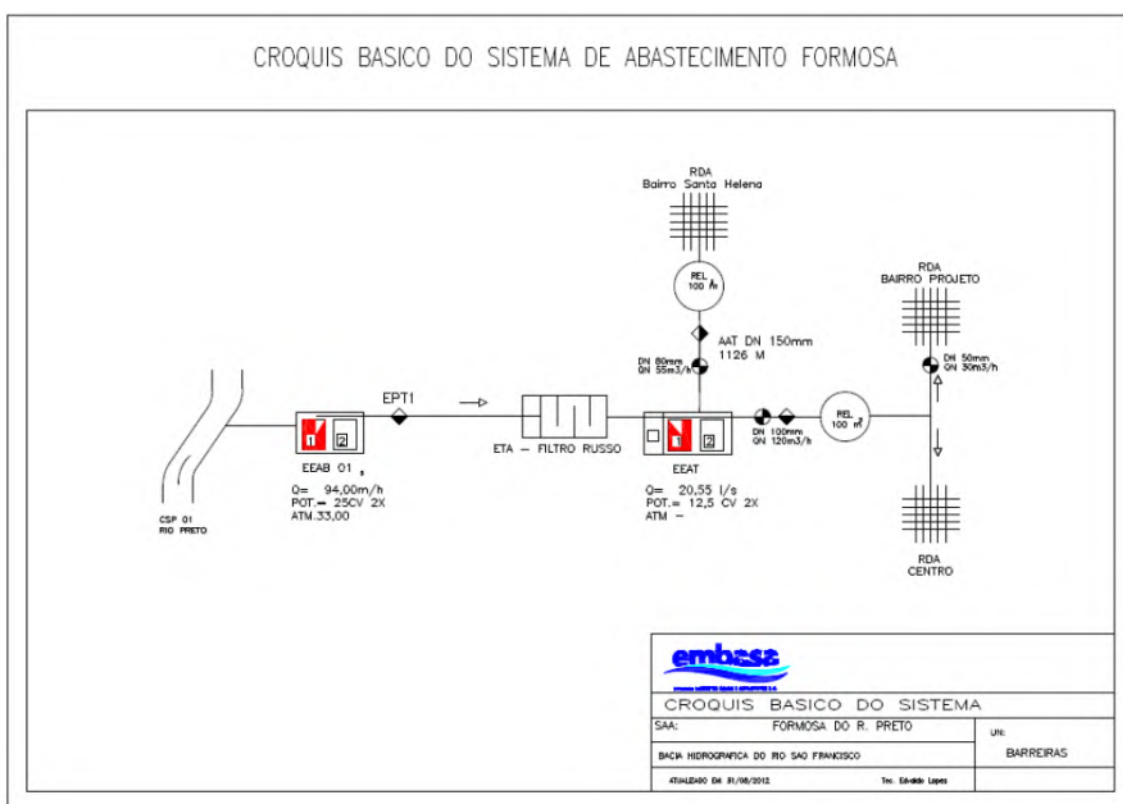 CROQUIS BASICO DO SISTEMA DE ABASTECIMENTO FORMOSA
RDA
Bairro Santa Helena
REL
100 m
RDA
BAIRRO PROJETO
AAT DN 150mm
1126 M
DN 80mm
QN 55m3/h
DN 50mm
QN 30m3/h
EPT1
REL
100 m
DN 100mm
QN 120m3/h
ETA - FILTRO RUSSO
1
2
1
2
EEAB 01
Q= 94,00m/h
POT.= 25CV 2X
ATM.33,00
EEAT
Q= 20,55 l/s
POT.= 12,5 CV 2X
ATM -
CSP 01
RIO PRETO
RDA
CENTRO
embasa
CROQUIS BASICO DO SISTEMA
SAA: FORMOSA DO R. PRETO
UN:
BARREIRAS
BACIA HIDROGRAFICA DO RIO SAO FRANCISCO
ATUALIZADO EM 31/08/2012 Tec. Edvaldo Lopes